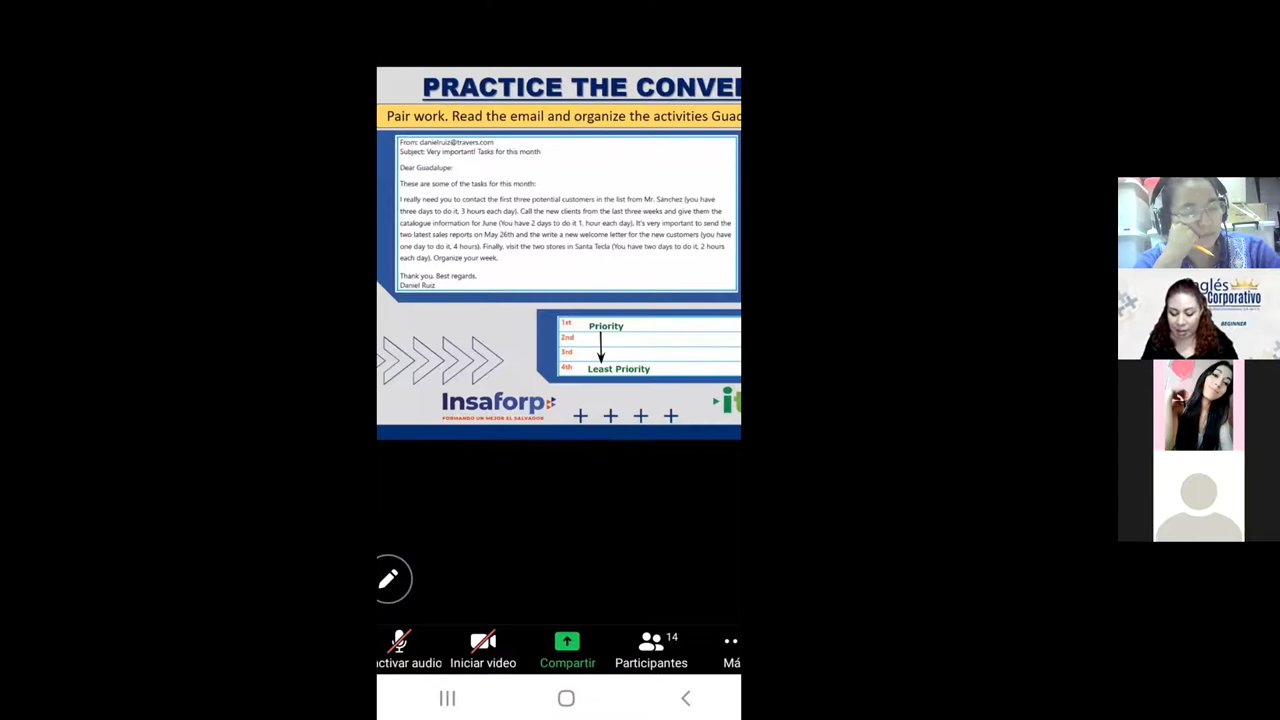 PRACTICE THE CONVE
Pair work. Read the email and organize the activities Guad
From: danielruiz@travers.com
Subject: Very important! Tasks for this month
Dear Guadalupe:
These are some of the tasks for this month:
I really need you to contact the first three potential customers in the list from Mr. Sánchez (you have
three days to do it, 3 hours each day). Call the new clients from the last three weeks and give them the
catalogue information for June (You have 2 days to do it 1, hour each day). It's very important to send the
two latest sales reports on May 26th and the write a new welcome letter for the new customers (you have
one day to do it, 4 hours). Finally, visit the two stores in Santa Tecla (You have two days to do it, 2 hours
each day). Organize your week.
Thank you. Best regards.
Daniel Ruiz
1st Priority
2nd
3rd
4th Least Priority
Insaforp
FORMANDO UN MEJOR EL SALVADOR
it
nglés
Corporativo
BEGINNER
activar audio
Iniciar video
Compartir
14
Participantes
Má